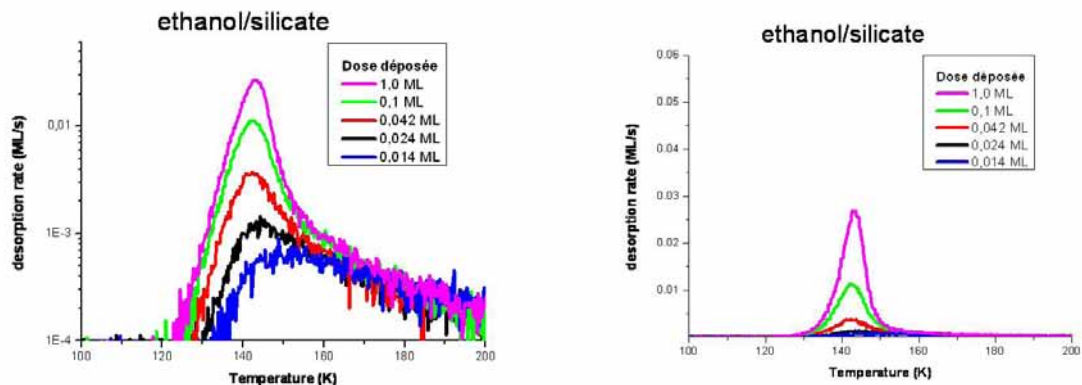 ethanol/silicate
desorption rate (ML/s)
0,01
1E-3
1E-4
Dose déposée
1,0 ML
0,1 ML
0,042 ML
0,024 ML
0,014 ML
100
120
140
160
180
200
Temperature (K)
ethanol/silicate
desorption rate (ML/s)
0.06
0.05
0.04
0.03
0.02
0.01
Dose déposée
1,0 ML
0,1 ML
0,042 ML
0,024 ML
0,014 ML
100
120
140
160
180
200
Temperature (K)